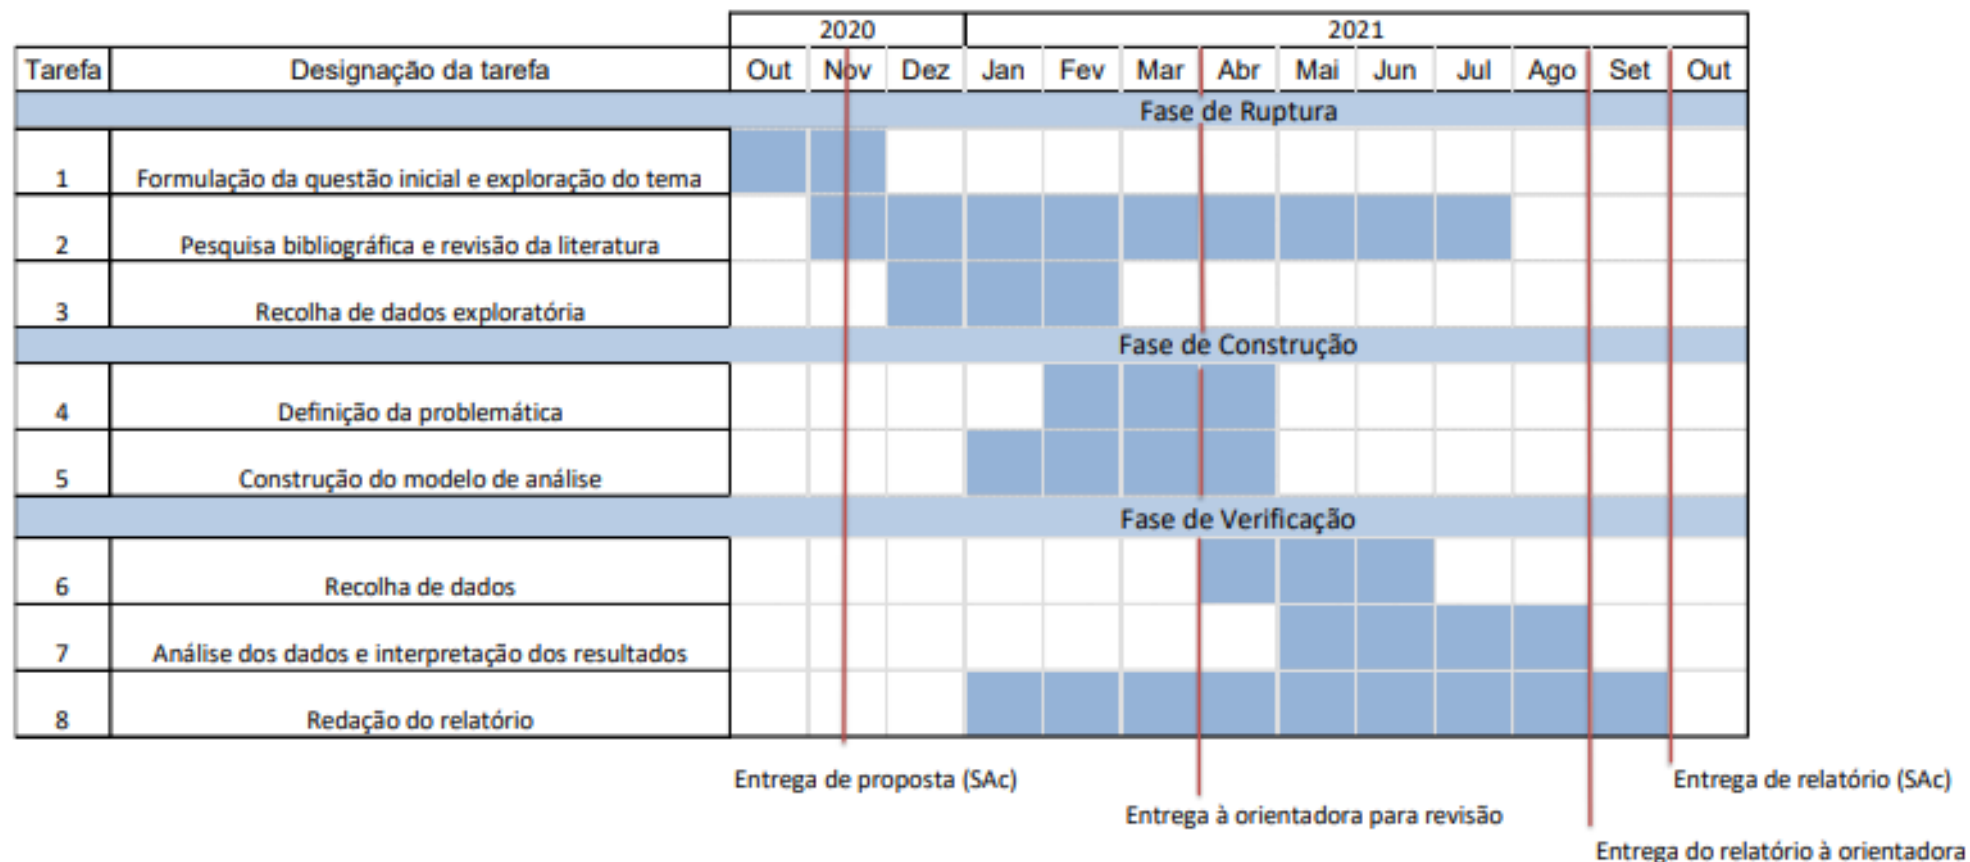 2020 2021
Tarefa Designação da tarefa Out Nov Dez Jan Fev Mar Abr Mai Jun Jul Ago Set Out
Fase de Ruptura
1 Formulação da questão inicial e exploração do tema
2 Pesquisa bibliográfica e revisão da literatura
3 Recolha de dados exploratória
Fase de Construção
4 Definição da problemática
5 Construção do modelo de análise
Fase de Verificação
6 Recolha de dados
7 Análise dos dados e interpretação dos resultados
8 Redação do relatório
Entrega de proposta (SAc) Entrega de relatório (SAc)
Entrega à orientadora para revisão
Entrega do relatório à orientadora